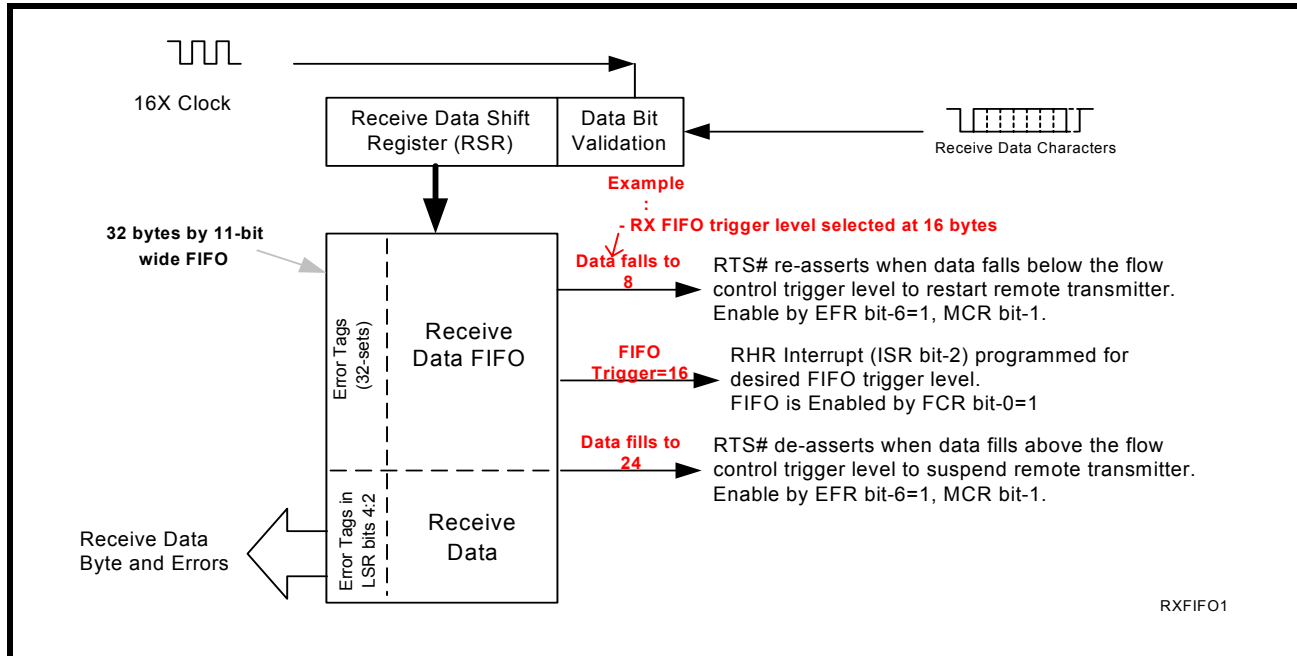 16X Clock
Receive Data Shift
Register (RSR)
Data Bit
Validation
Receive Data Characters
Example
:
- RX FIFO trigger level selected at 16 bytes
32 bytes by 11-bit
wide FIFO
Data falls to
8
RTS# re-asserts when data falls below the flow
control trigger level to restart remote transmitter.
Enable by EFR bit-6=1, MCR bit-1.
Error Tags
(32-sets)
Receive
Data FIFO
FIFO
Trigger=16
RHR Interrupt (ISR bit-2) programmed for
desired FIFO trigger level.
FIFO is Enabled by FCR bit-0=1
Data fills to
24
RTS# de-asserts when data fills above the flow
control trigger level to suspend remote transmitter.
Enable by EFR bit-6=1, MCR bit-1.
Error Tags in
LSR bits 4:2
Receive
Data
Receive Data
Byte and Errors
RXFIFO1